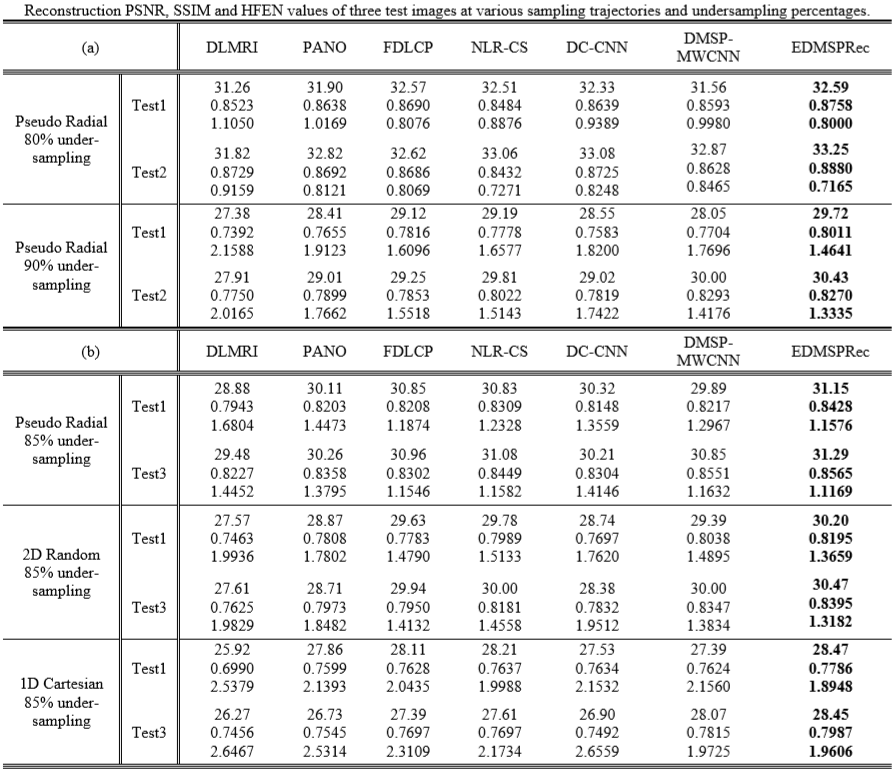 Reconstruction PSNR, SSIM and HFEN values of three test images at various sampling trajectories and undersampling percentages.
(a) DLMRI PANO FDLCP NLR-CS DC-CNN DMSP-MWCNN EDMSPRec
Pseudo Radial 80% under-sampling
Test1
31.26 31.90 32.57 32.51 32.33 31.56 32.59
0.8523 0.8638 0.8690 0.8484 0.8639 0.8593 0.8758
1.1050 1.0169 0.8076 0.8876 0.9389 0.9980 0.8000
Test2
31.82 32.82 32.62 33.06 33.08 32.87 33.25
0.8729 0.8692 0.8686 0.8432 0.8725 0.8628 0.8880
0.9159 0.8121 0.8069 0.7271 0.8248 0.8465 0.7165
Pseudo Radial 90% under-sampling
Test1
27.38 28.41 29.12 29.19 28.55 28.05 29.72
0.7392 0.7655 0.7816 0.7778 0.7583 0.7704 0.8011
2.1588 1.9123 1.6096 1.6577 1.8200 1.7696 1.4641
Test2
27.91 29.01 29.25 29.81 29.02 30.00 30.43
0.7750 0.7899 0.7853 0.8022 0.7819 0.8293 0.8270
2.0165 1.7662 1.5518 1.5143 1.7422 1.4176 1.3335
(b) DLMRI PANO FDLCP NLR-CS DC-CNN DMSP-MWCNN EDMSPRec
Pseudo Radial 85% under-sampling
Test1
28.88 30.11 30.85 30.83 30.32 29.89 31.15
0.7943 0.8203 0.8208 0.8309 0.8148 0.8217 0.8428
1.6804 1.4473 1.1874 1.2328 1.3559 1.2967 1.1576
Test3
29.48 30.26 30.96 31.08 30.21 30.85 31.29
0.8227 0.8358 0.8302 0.8449 0.8304 0.8551 0.8565
1.4452 1.3795 1.1546 1.1582 1.4146 1.1632 1.1169
2D Random 85% under-sampling
Test1
27.57 28.87 29.63 29.78 28.74 29.39 30.20
0.7463 0.7808 0.7783 0.7989 0.7697 0.8038 0.8195
1.9936 1.7802 1.4790 1.5133 1.7620 1.4895 1.3659
Test3
27.61 28.71 29.94 30.00 28.38 30.00 30.47
0.7625 0.7973 0.7950 0.8181 0.7832 0.8347 0.8395
1.9829 1.8482 1.4132 1.4558 1.9512 1.3834 1.3182
1D Cartesian 85% under-sampling
Test1
25.92 27.86 28.11 28.21 27.53 27.39 28.47
0.6990 0.7599 0.7628 0.7637 0.7634 0.7624 0.7786
2.5379 2.1393 2.0435 1.9988 2.1532 2.1560 1.8948
Test3
26.27 26.73 27.39 27.61 26.90 28.07 28.45
0.7456 0.7545 0.7697 0.7697 0.7492 0.7815 0.7987
2.6467 2.5314 2.3109 2.1734 2.6559 1.9725 1.9606